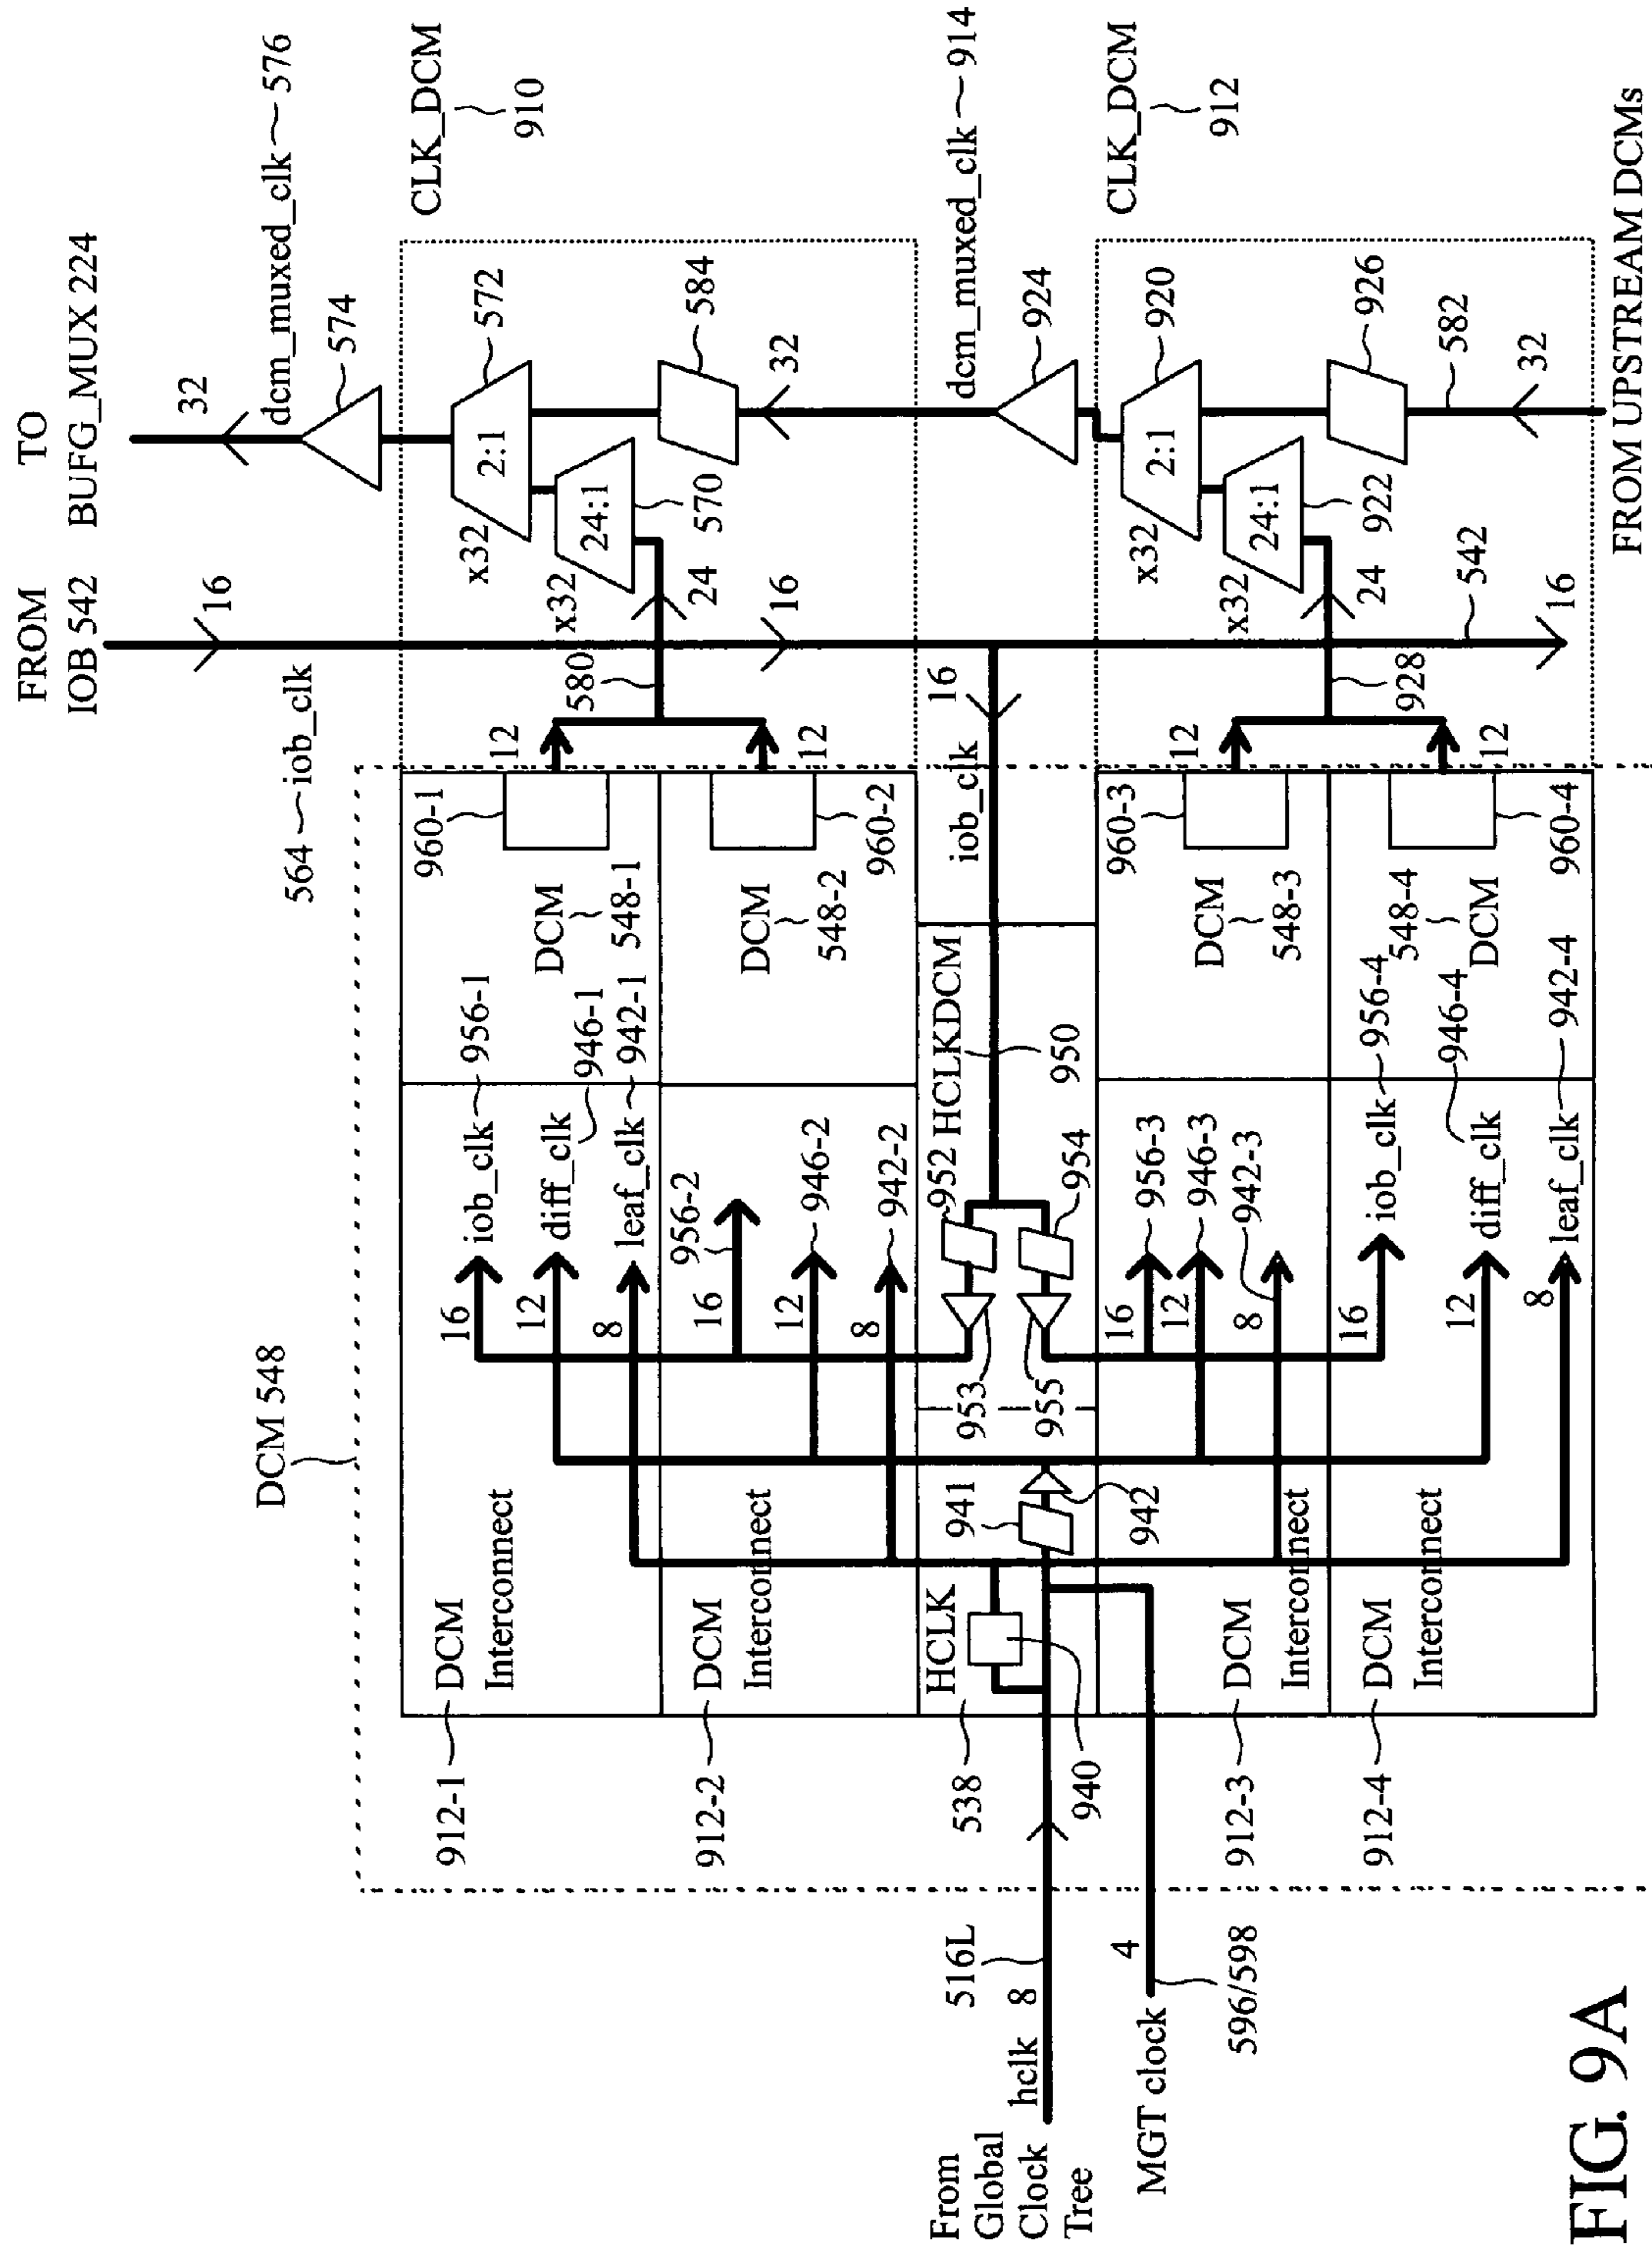 FROM
IOB 542
TO
BUFG_MUX 224
16
32
564
iob_clk
dcm_muxed_clk
576
574
DCM 548
CLK_DCM
910
912-1
DCM
Interconnect
16
iob_clk
956-1
12
diff_clk
946-1
8
leaf_clk
942-1
DCM
548-1
960-1
12
580
x32
x32
2:1
572
24:1
570
24
584
32
16
912-2
DCM
Interconnect
956-2
16
12
946-2
8
942-2
DCM
548-2
960-2
12
From
Global
Clock
Tree
hclk
8
516L
538
HCLK
940
941
942
953
955
952
HCLKDCM
954
950
iob_clk
16
dcm_muxed_clk
914
924
MGT clock
4
596/598
CLK_DCM
912
912-3
DCM
Interconnect
16
956-3
12
946-3
8
942-3
DCM
548-3
960-3
12
928
x32
x32
2:1
920
24:1
922
24
926
582
32
542
16
912-4
DCM
Interconnect
16
iob_clk
956-4
12
diff_clk
946-4
8
leaf_clk
942-4
548-4
DCM
960-4
12
FROM UPSTREAM DCMs
FIG. 9A